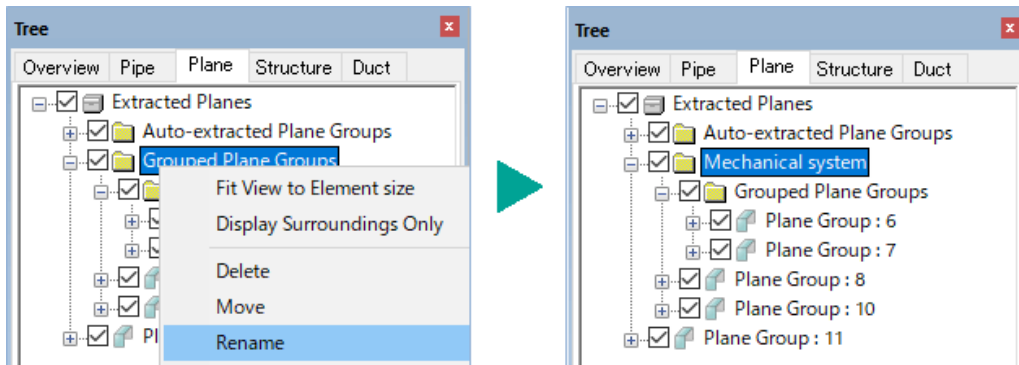 Tree
x
Overview Pipe Plane Structure Duct
Extracted Planes
Auto-extracted Plane Groups
Grouped Plane Groups
Fit View to Element size
Display Surroundings Only
Delete
Move
Rename
Pl
Tree
x
Overview Pipe Plane Structure Duct
Extracted Planes
Auto-extracted Plane Groups
Mechanical system
Grouped Plane Groups
Plane Group : 6
Plane Group : 7
Plane Group : 8
Plane Group : 10
Plane Group : 11